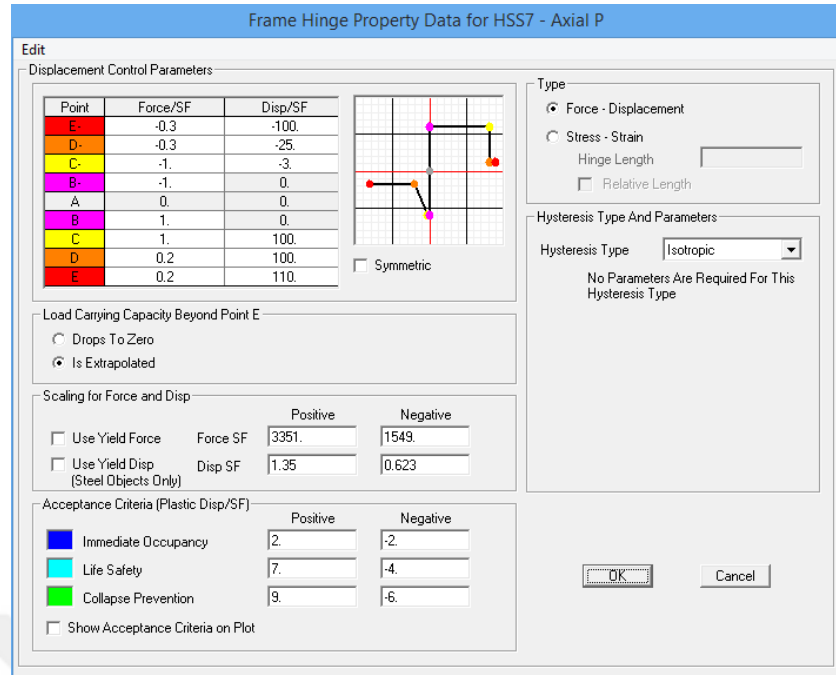 Frame Hinge Property Data for HSS7 - Axial P
Edit
Displacement Control Parameters
Point Force/SF Disp/SF
E- -0.3 -100.
D- -0.3 -25.
C- -1. -3.
B- -1. 0.
A 0. 0.
B 1. 0.
C 1. 100.
D 0.2 100.
E 0.2 110.
Symmetric
Load Carrying Capacity Beyond Point E
Drops To Zero
Is Extrapolated
Scaling for Force and Disp
Positive Negative
Use Yield Force Force SF 3351. 1549.
Use Yield Disp Disp SF 1.35 0.623
(Steel Objects Only)
Acceptance Criteria (Plastic Disp/SF)
Positive Negative
Immediate Occupancy 2. -2.
Life Safety 7. -4.
Collapse Prevention 9. -6.
Show Acceptance Criteria on Plot
Type
Force - Displacement
Stress - Strain
Hinge Length
Relative Length
Hysteresis Type And Parameters
Hysteresis Type Isotropic
No Parameters Are Required For This
Hysteresis Type
OK Cancel